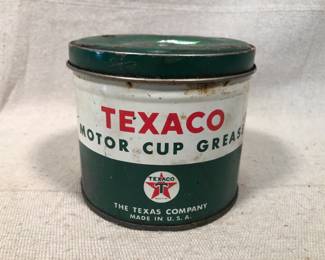 TEXACO
MOTOR CUP GREASE
TEXACO
T
THE TEXAS COMPANY
MADE IN U.S.A.